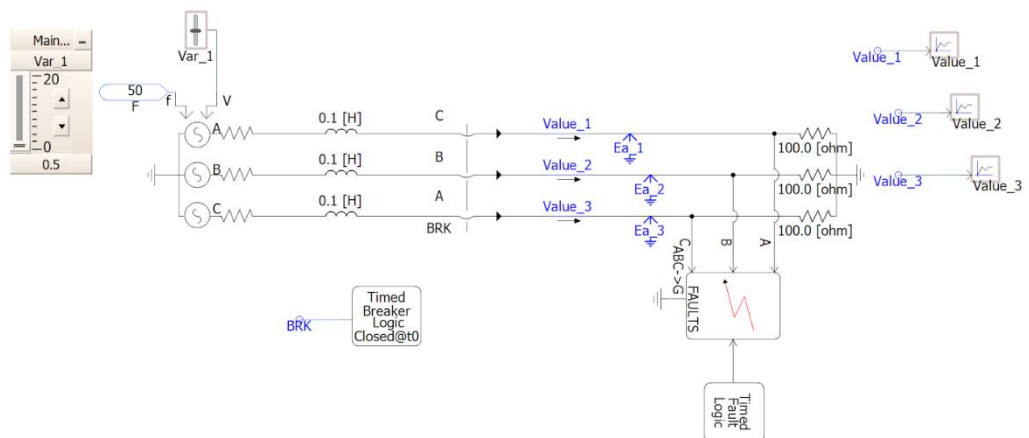 Main...
Var_1
20
0
0.5
Var_1
50
F
f
V
A
B
C
0.1 [H]
0.1 [H]
0.1 [H]
C
B
A
BRK
Value_1
Value_2
Value_3
Ea_1
Ea_2
Ea_3
100.0 [ohm]
100.0 [ohm]
100.0 [ohm]
Value_1
Value_1
Value_2
Value_2
Value_3
Value_3
C
B
A
ABC->G
FAULTS
BRK
Timed
Breaker
Logic
Closed@t0
Timed
Fault
Logic